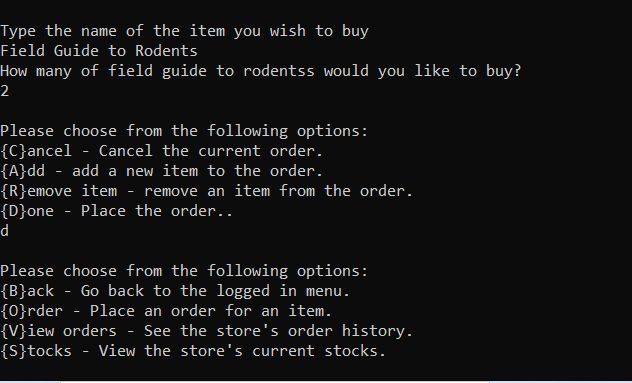 Type the name of the item you wish to buy
Field Guide to Rodents
How many of field guide to rodentss would you like to buy?
2
Please choose from the following options:
{C}ancel - Cancel the current order.
{A}dd - add a new item to the order.
{R}emove item - remove an item from the order.
{D}one - Place the order..
d
Please choose from the following options:
{B}ack - Go back to the logged in menu.
{O}rder - Place an order for an item.
{V}iew orders - See the store's order history.
{S}tocks - View the store's current stocks.